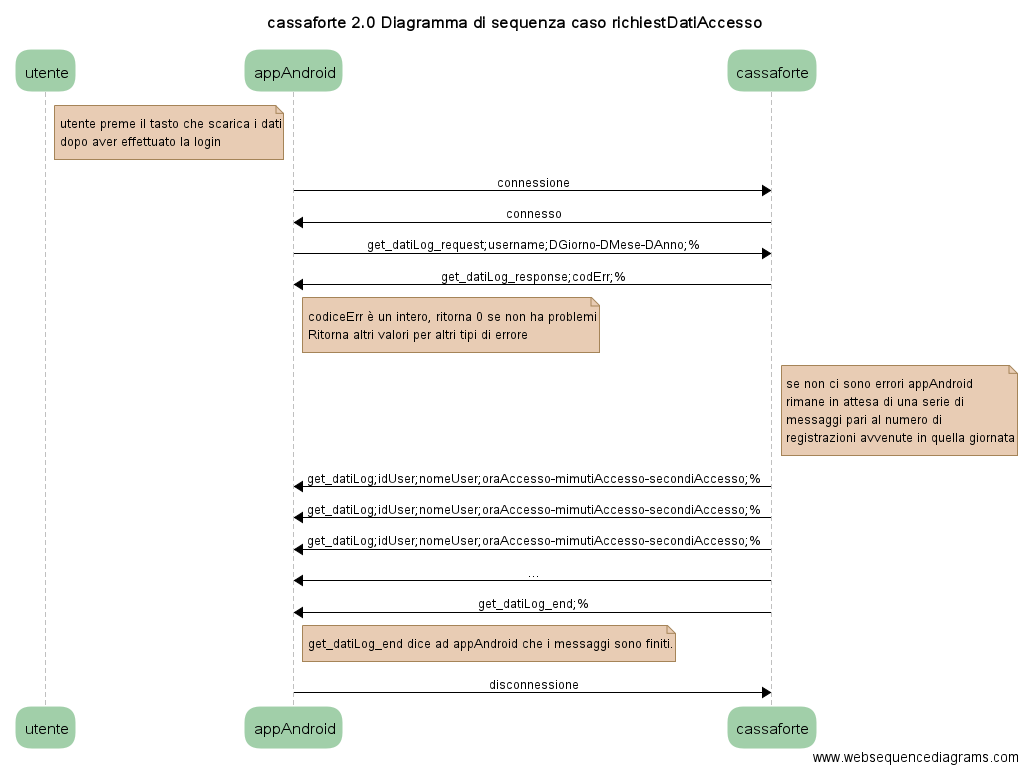 cassaforte 2.0 Diagramma di sequenza caso richiestDatiAccesso
utente
appAndroid
cassaforte
utente preme il tasto che scarica i dati
dopo aver effettuato la login
connessione
connesso
get_datiLog_request;username;DGiorno-DMese-DAnno;%
get_datiLog_response;codErr;%
codiceErr è un intero, ritorna 0 se non ha problemi
Ritorna altri valori per altri tipi di errore
se non ci sono errori appAndroid
rimane in attesa di una serie di
messaggi pari al numero di
registrazioni avvenute in quella giornata
get_datiLog;idUser;nomeUser;oraAccesso-mimutiAccesso-secondiAccesso;%
get_datiLog;idUser;nomeUser;oraAccesso-mimutiAccesso-secondiAccesso;%
get_datiLog;idUser;nomeUser;oraAccesso-mimutiAccesso-secondiAccesso;%
...
get_datiLog_end;%
get_datiLog_end dice ad appAndroid che i messaggi sono finiti.
disconnessione
utente
appAndroid
cassaforte
www.websequencediagrams.com